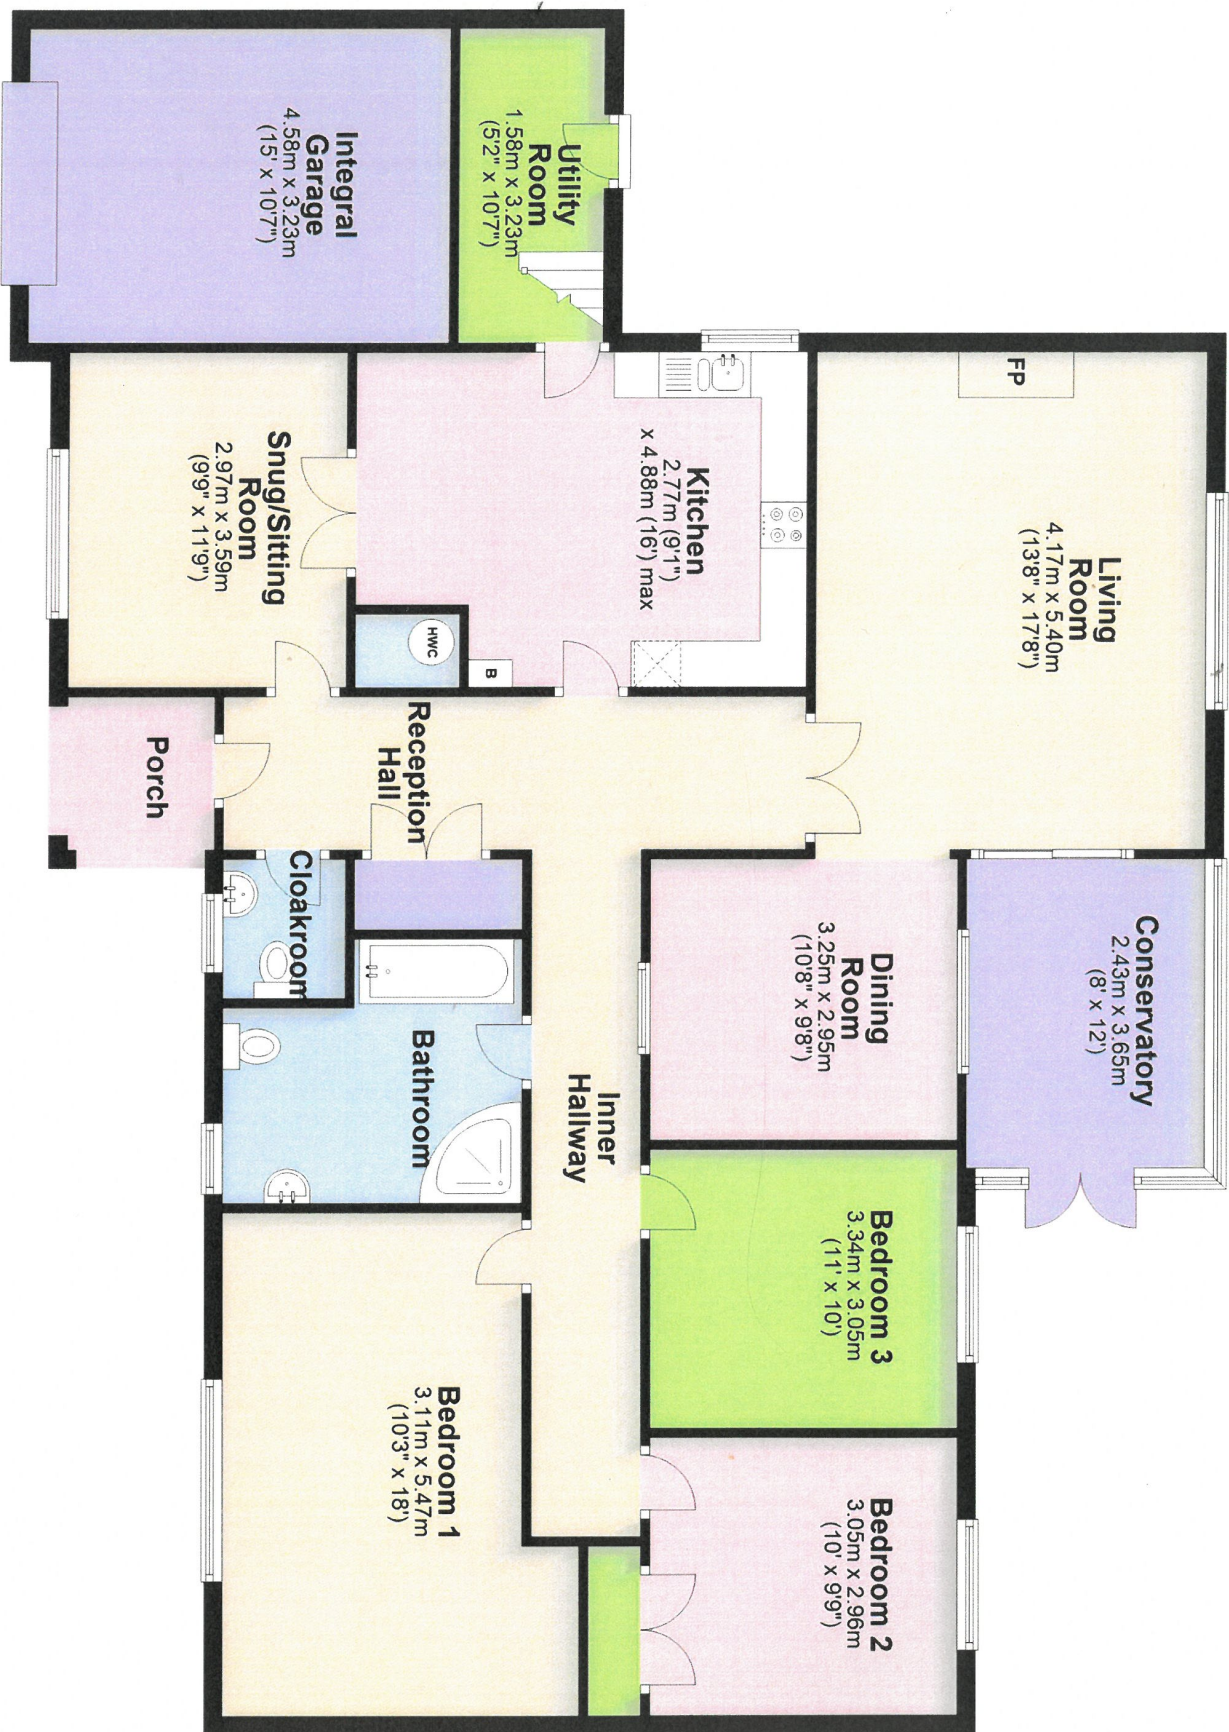 Living
Room
4.17m x 5.40m
(13'8" x 17'8")
FP
Conservatory
2.43m x 3.65m
(8' x 12')
Dining
Room
3.25m x 2.95m
(10'8" x 9'8")
Bedroom 3
3.34m x 3.05m
(11' x 10')
Bedroom 2
3.05m x 2.96m
(10' x 9'9")
Utility
Room
1.58m x 3.23m
(5'2" x 10'7")
Kitchen
2.77m (9'1")
x 4.88m (16') max
B
HWC
Inner
Hallway
Reception
Hall
Integral
Garage
4.58m x 3.23m
(15' x 10'7")
Snug/Sitting
Room
2.97m x 3.59m
(9'9" x 11'9")
Cloakroom
Bathroom
Bedroom 1
3.11m x 5.47m
(10'3" x 18')
Porch